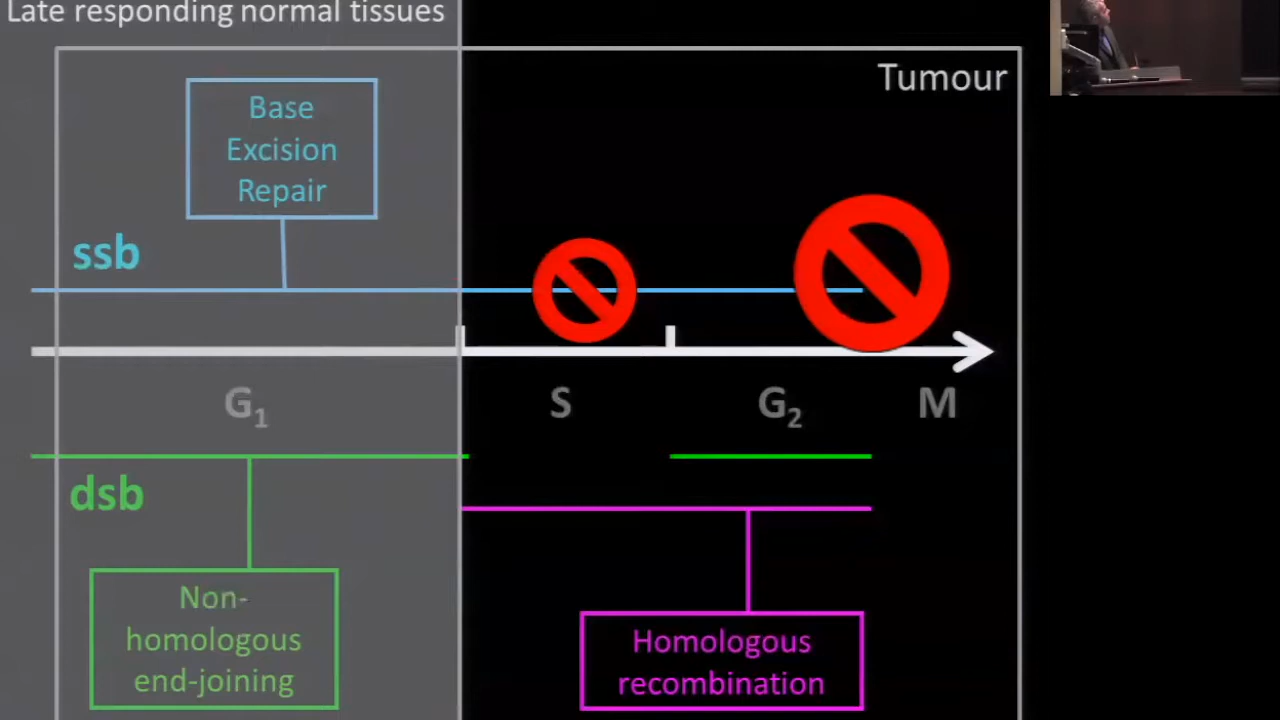 Late responding normal tissues
Tumour
Base
Excision
Repair
ssb
G₁
S
G₂
M
dsb
Non-
homologous
end-joining
Homologous
recombination